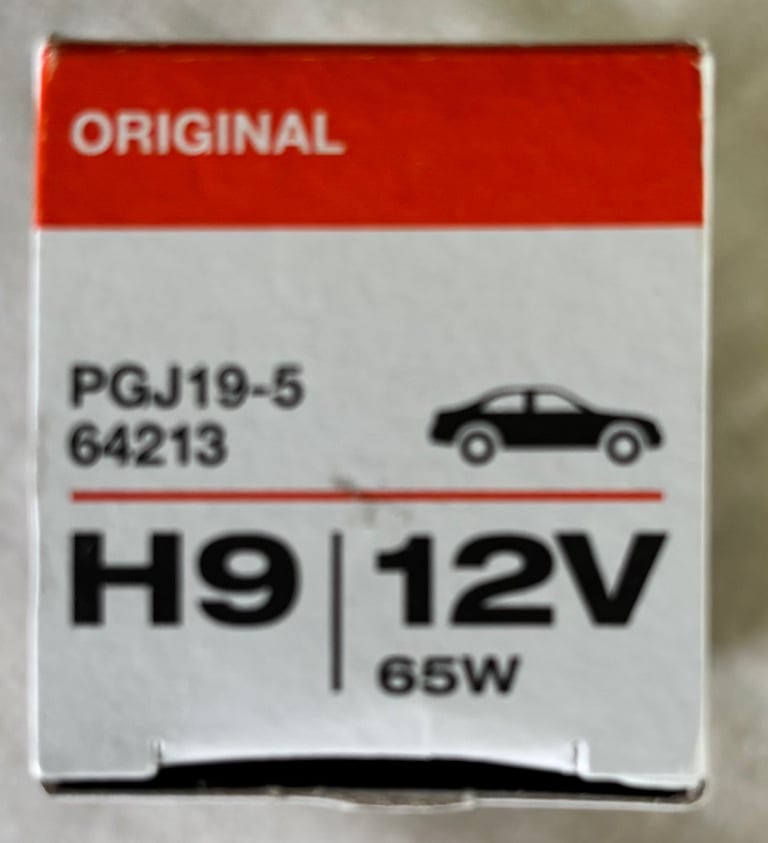 ORIGINAL
PGJ19-5
64213
H9 12V
65W